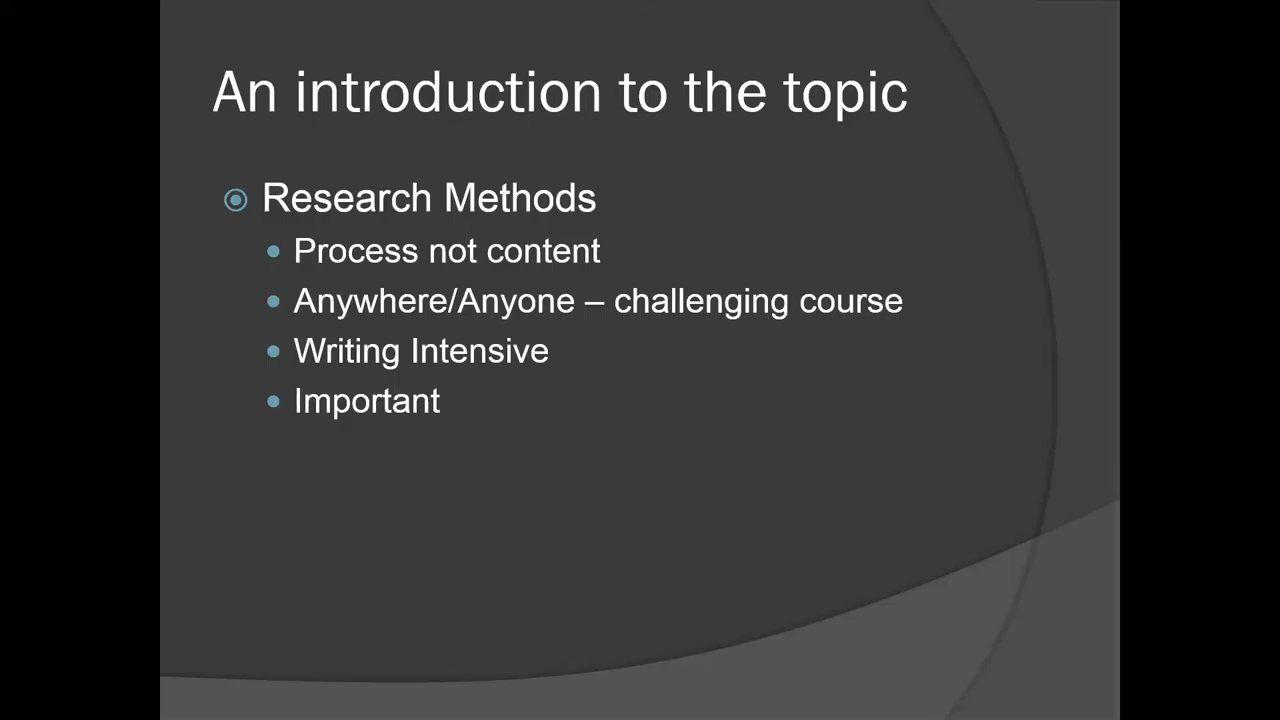 An introduction to the topic
Research Methods
Process not content
Anywhere/Anyone – challenging course
Writing Intensive
Important